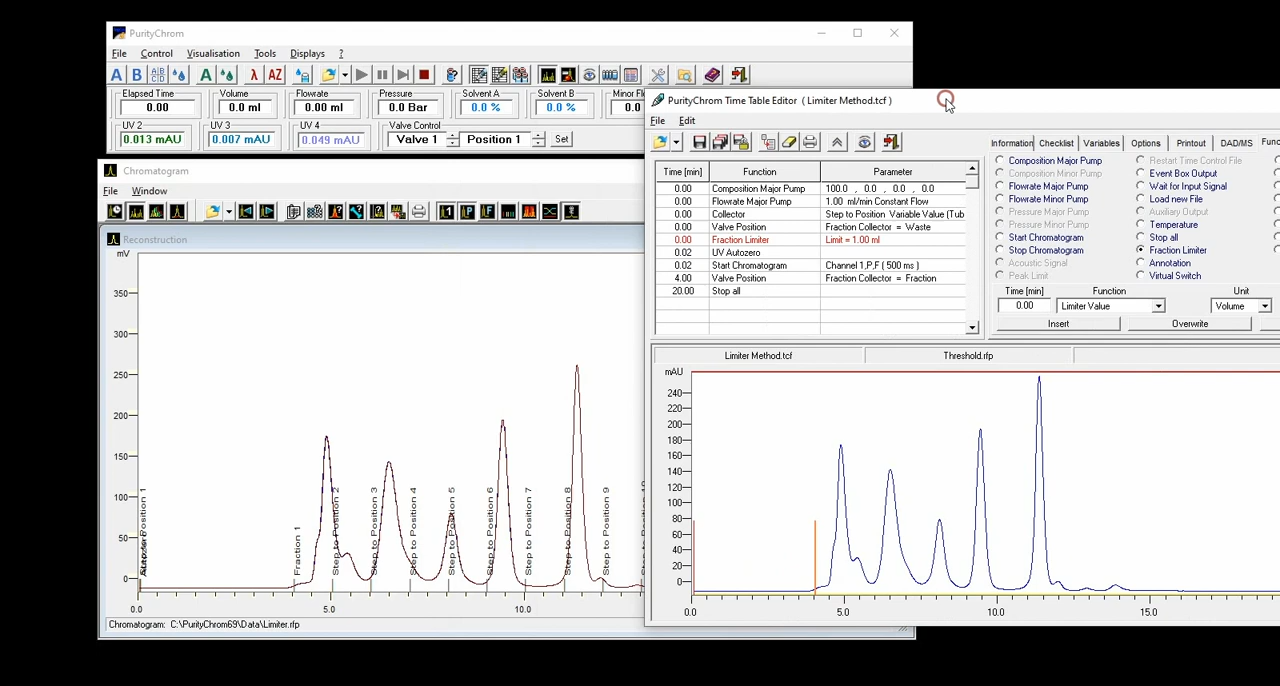 PurityChrom
File Control Visualisation Tools Displays ?
A B A λ AZ
Elapsed Time Volume Flowrate Pressure Solvent A Solvent B Minor Fl
0.00 0.0 ml 0.00 ml 0.0 Bar 0.0 % 0.0 % 0.0
UV 2 UV 3 UV 4 Valve Control
0.013 mAU 0.007 mAU 0.049 mAU Valve 1 Position 1 Set
Chromatogram
File Window
Reconstruction
mV
350
300
250
200
150
100
50
0
Position 1
Fraction 1
Step to Position 2
Step to Position 3
Step to Position 4
Step to Position 5
Step to Position 6
Step to Position 7
Step to Position 8
Step to Position 9
0.0 5.0 10.0
Chromatogram: C:\PurityChrom69\Data\Limiter.rfp
PurityChrom Time Table Editor ( Limiter Method.tcf )
File Edit
Information Checklist Variables Options Printout DAD/MS Func
Time [min] Function Parameter
0.00 Composition Major Pump 100.0 , 0.0 , 0.0 , 0.0
0.00 Flowrate Major Pump 1.00 ml/min Constant Flow
0.00 Collector Step to Position Variable Value (Tub
0.00 Valve Position Fraction Collector = Waste
0.00 Fraction Limiter Limit = 1.00 ml
0.02 UV Autozero
0.02 Start Chromatogram Channel 1,P,F ( 500 ms )
4.00 Valve Position Fraction Collector = Fraction
20.00 Stop all
Composition Major Pump Restart Time Control File
Composition Minor Pump Event Box Output
Flowrate Major Pump Wait for Input Signal
Flowrate Minor Pump Load new File
Pressure Major Pump Auxiliary Output
Pressure Minor Pump Temperature
Start Chromatogram Stop all
Stop Chromatogram Fraction Limiter
Acoustic Signal Annotation
Peak Limit Virtual Switch
Time [min] Function Unit
0.00 Limiter Value Volume
Insert Overwrite
Limiter Method.tcf Threshold.rfp
mAU
240
220
200
180
160
140
120
100
80
60
40
20
0
0.0 5.0 10.0 15.0